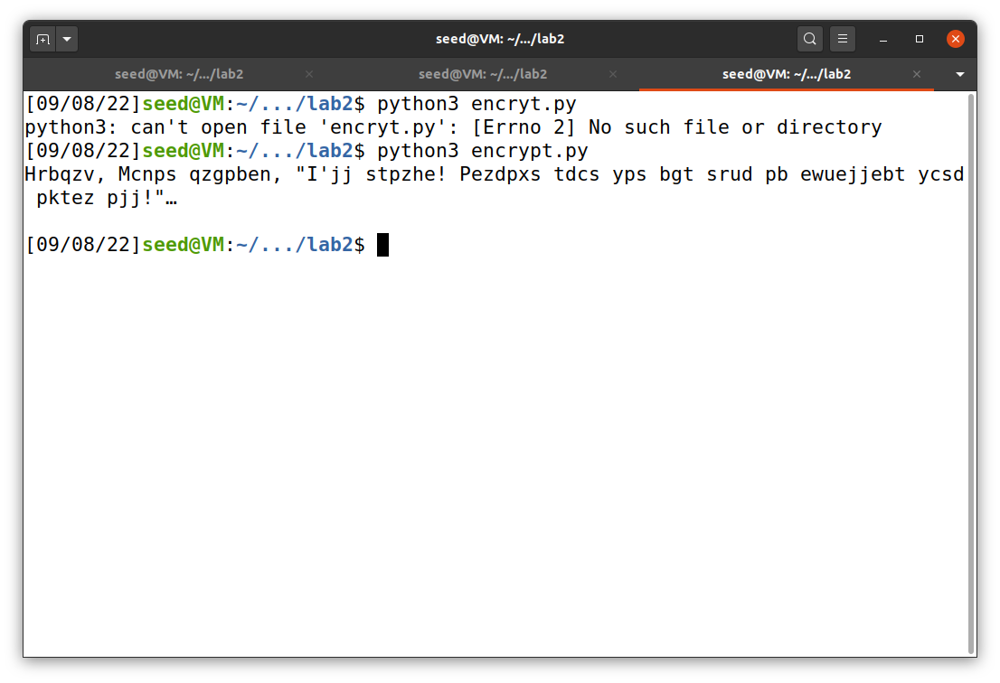 seed@VM: ~/.../lab2
seed@VM: ~/.../lab2
seed@VM: ~/.../lab2
seed@VM: ~/.../lab2
[09/08/22]seed@VM:~/.../lab2$ python3 encryt.py
python3: can't open file 'encryt.py': [Errno 2] No such file or directory
[09/08/22]seed@VM:~/.../lab2$ python3 encrypt.py
Hrbqzv, Mcnps qzgpben, "I'jj stpzhe! Pezdpxs tdcs yps bgt srud pb ewuejjebt ycsd
 pktez pjj!"…
[09/08/22]seed@VM:~/.../lab2$